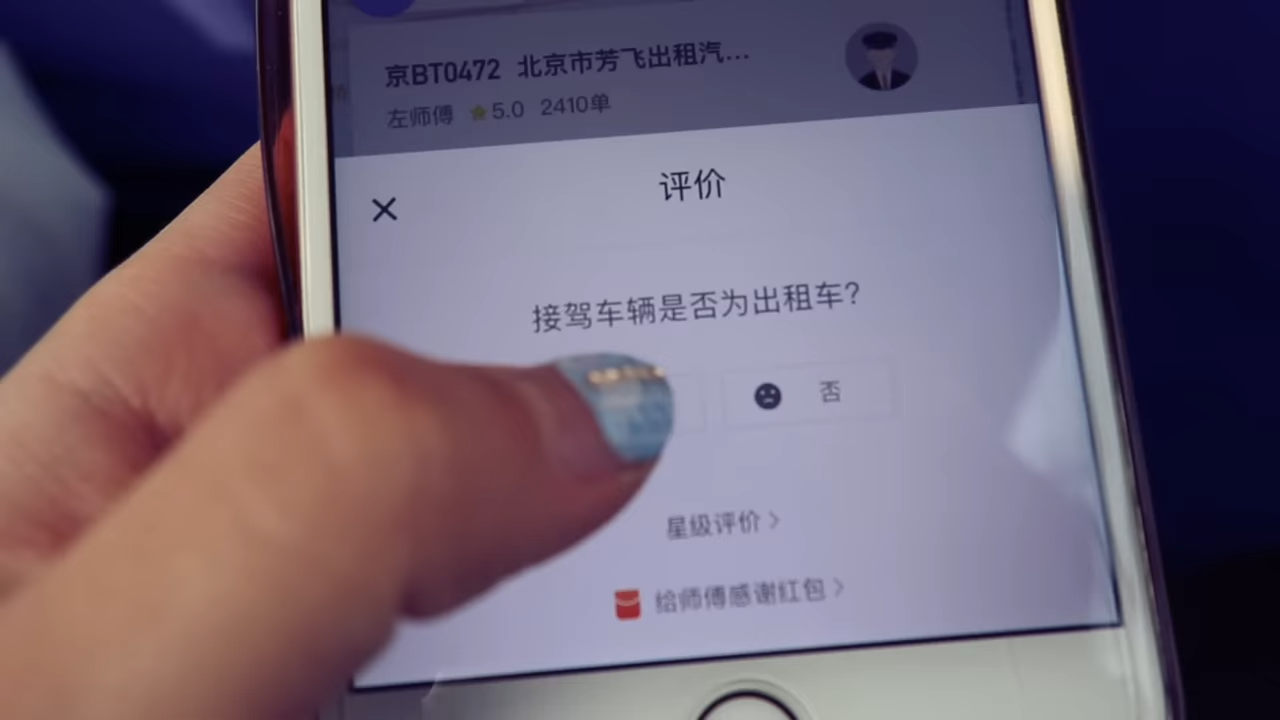 京BT0472 北京市芳飞出租汽...
左师傅 5.0 2410单
评价
接驾车辆是否为出租车?
否
星级评价 >
给师傅感谢红包 >